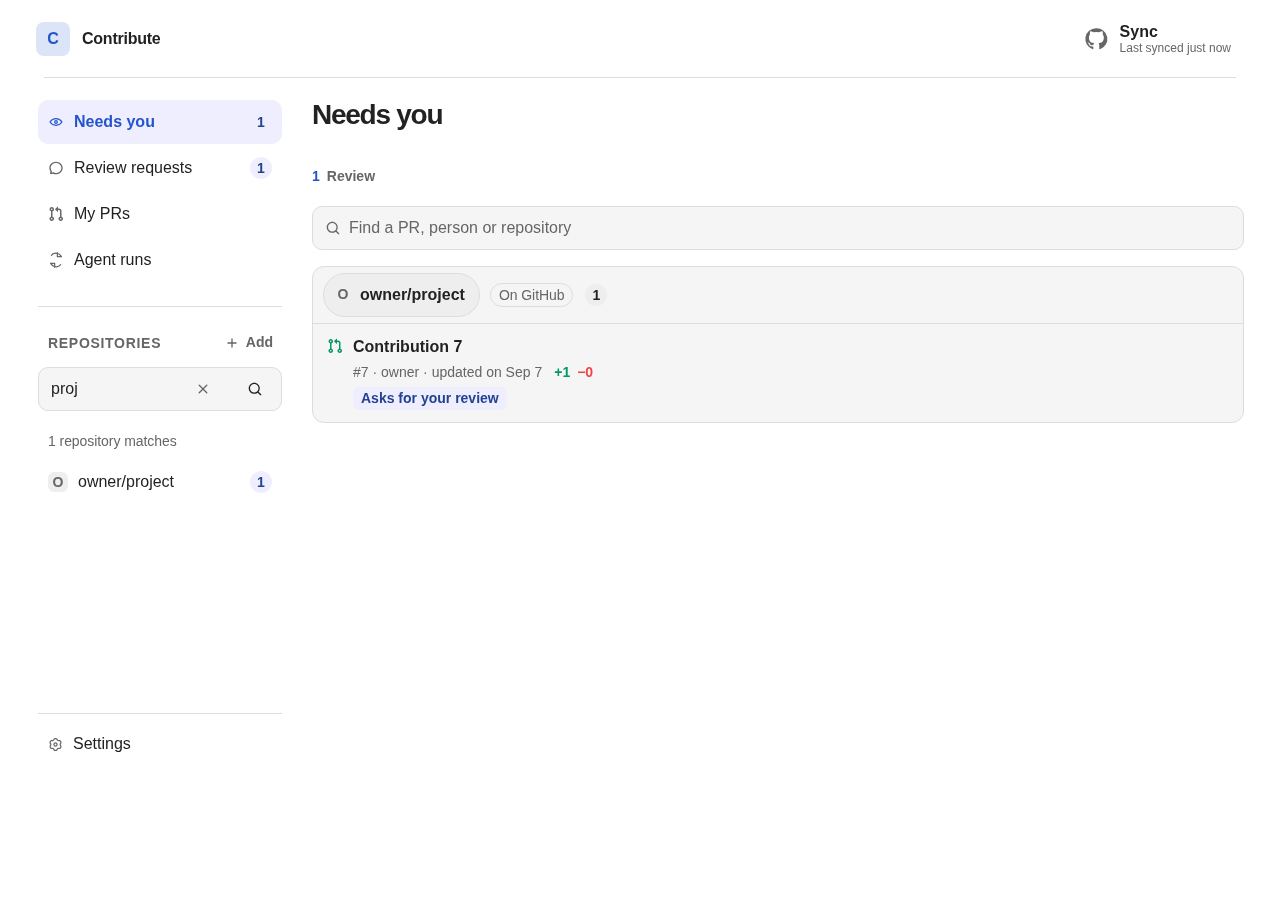 C Contribute
Sync
Last synced just now
Needs you 1
Review requests 1
My PRs
Agent runs
REPOSITORIES
Add
proj
1 repository matches
O owner/project 1
Settings
Needs you
1 Review
Find a PR, person or repository
O owner/project On GitHub 1
Contribution 7
#7 · owner · updated on Sep 7 +1 −0
Asks for your review